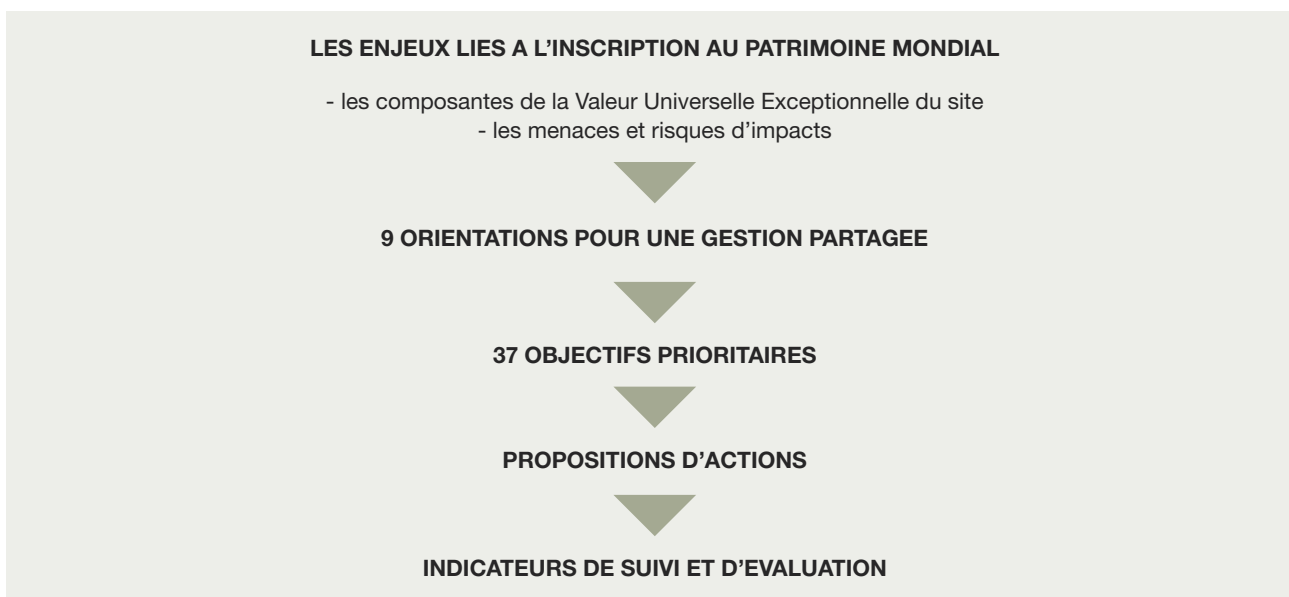 LES ENJEUX LIES A L’INSCRIPTION AU PATRIMOINE MONDIAL
- les composantes de la Valeur Universelle Exceptionnelle du site
- les menaces et risques d’impacts
9 ORIENTATIONS POUR UNE GESTION PARTAGEE
37 OBJECTIFS PRIORITAIRES
PROPOSITIONS D’ACTIONS
INDICATEURS DE SUIVI ET D’EVALUATION